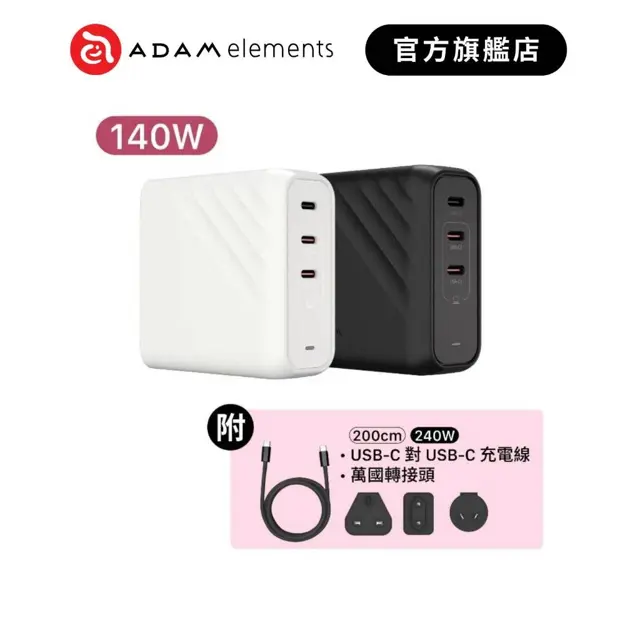 ADAM elements
官方旗艦店
140W
附
200cm 240W
・USB-C 對 USB-C 充電線
・萬國轉接頭